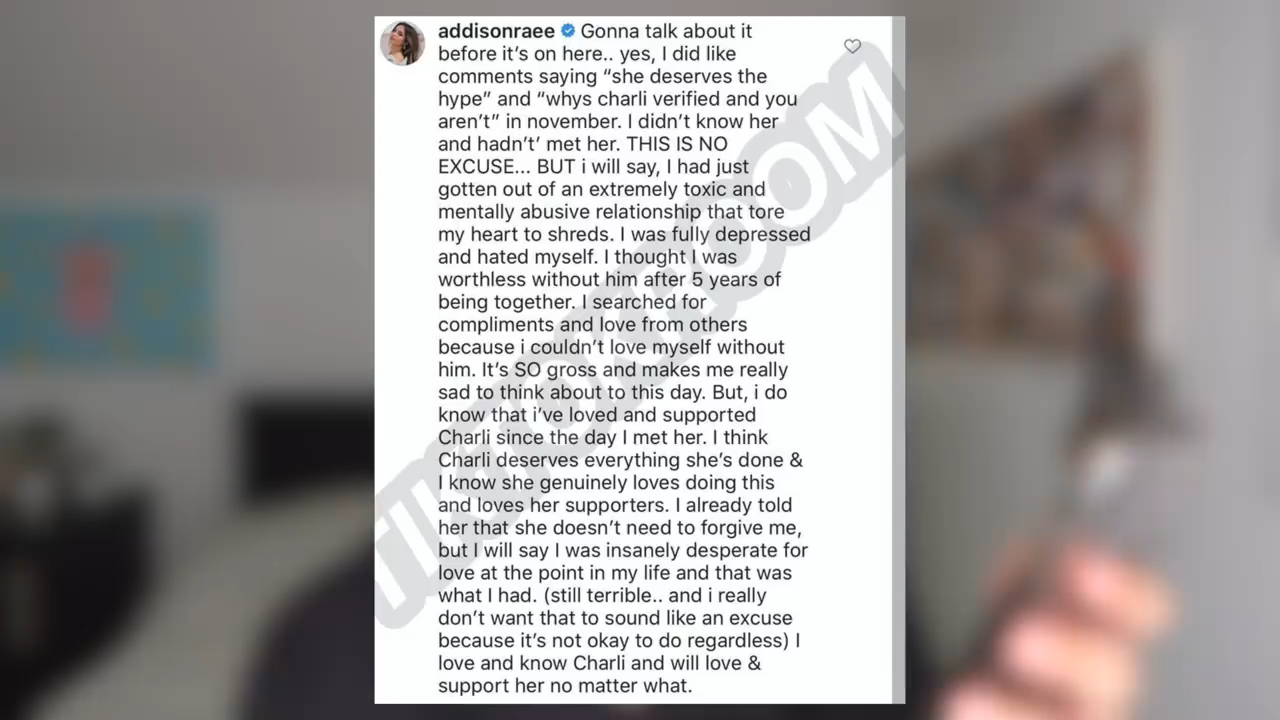 addisonraee Gonna talk about it
before it’s on here.. yes, I did like
comments saying “she deserves the
hype” and “whys charli verified and you
aren’t” in november. I didn’t know her
and hadn’t’ met her. THIS IS NO
EXCUSE... BUT i will say, I had just
gotten out of an extremely toxic and
mentally abusive relationship that tore
my heart to shreds. I was fully depressed
and hated myself. I thought I was
worthless without him after 5 years of
being together. I searched for
compliments and love from others
because i couldn’t love myself without
him. It’s SO gross and makes me really
sad to think about to this day. But, i do
know that i’ve loved and supported
Charli since the day I met her. I think
Charli deserves everything she’s done &
I know she genuinely loves doing this
and loves her supporters. I already told
her that she doesn’t need to forgive me,
but I will say I was insanely desperate for
love at the point in my life and that was
what I had. (still terrible.. and i really
don’t want that to sound like an excuse
because it’s not okay to do regardless) I
love and know Charli and will love &
support her no matter what.
TIKTOKROOM